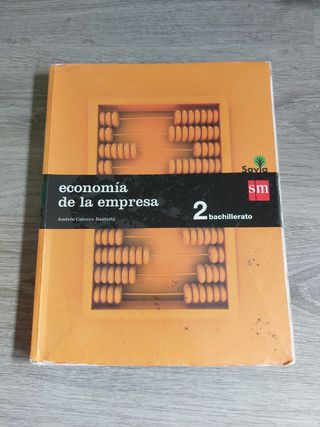 Savia
sm
economía
de la empresa
Andrés Cabrera Bautista
2 bachillerato